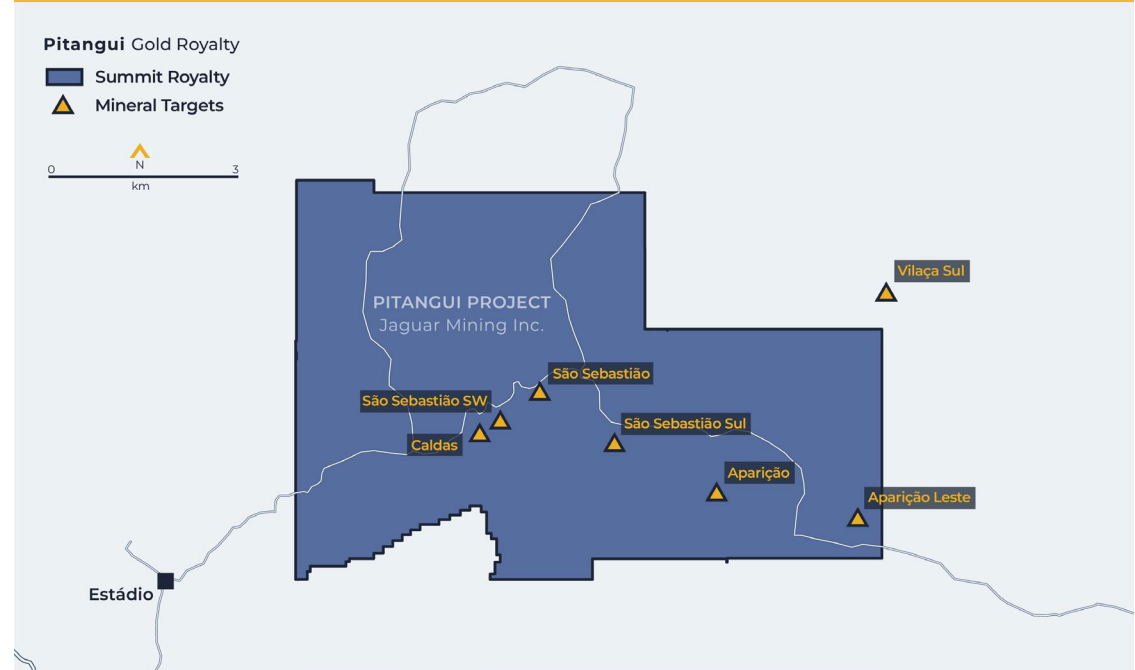 Pitangui Gold Royalty
Summit Royalty
Mineral Targets
N
0 3
km
Vilaça Sul
PITANGUI PROJECT
Jaguar Mining Inc.
São Sebastião
São Sebastião SW
São Sebastião Sul
Caldas
Aparição
Aparição Leste
Estádio